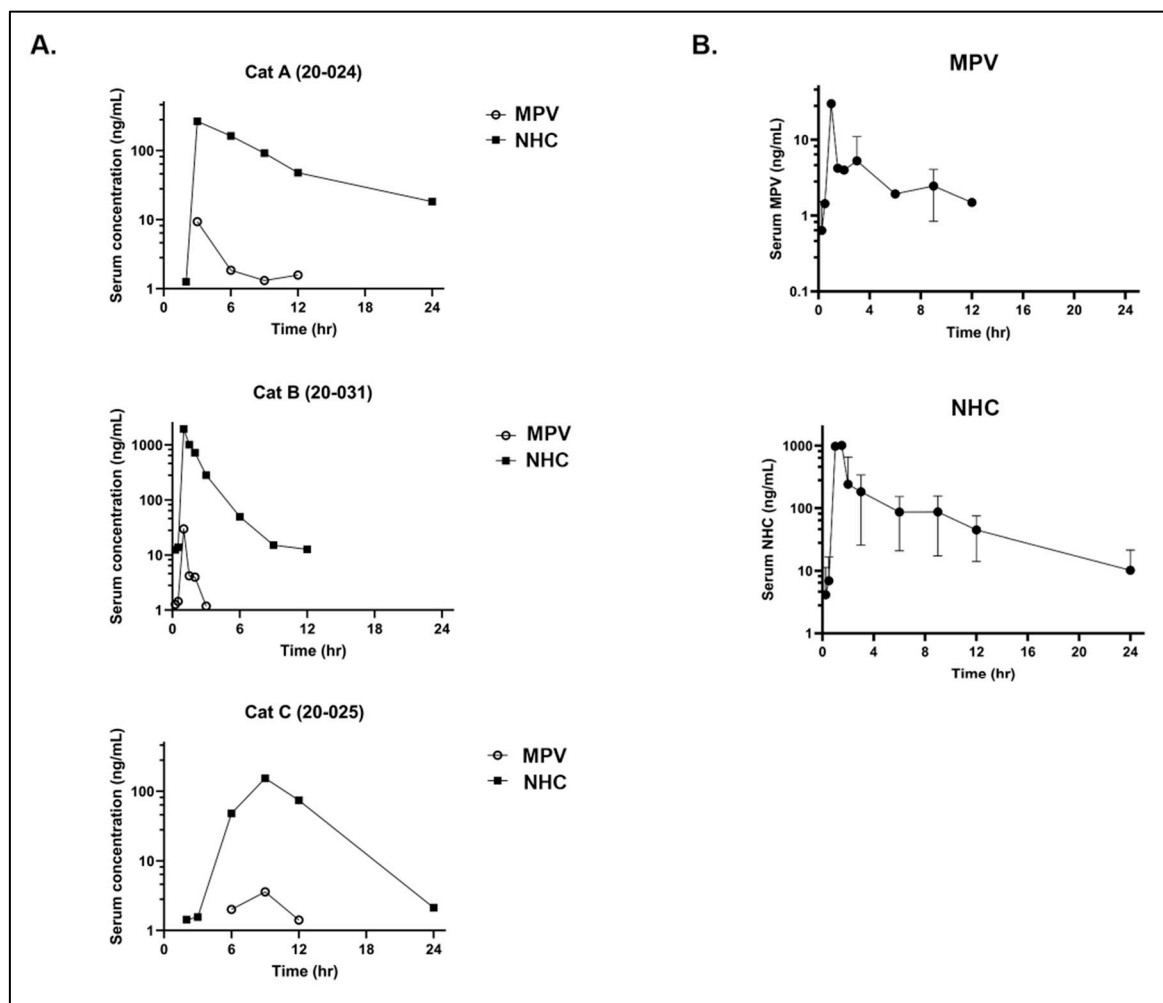 A.
Cat A (20-024)
Serum concentration (ng/mL)
100
10
1
0 6 12 18 24
Time (hr)
MPV
NHC
Cat B (20-031)
Serum concentration (ng/mL)
1000
100
10
1
0 6 12 18 24
Time (hr)
MPV
NHC
Cat C (20-025)
Serum concentration (ng/mL)
100
10
1
0 6 12 18 24
Time (hr)
MPV
NHC
B.
MPV
Serum MPV (ng/mL)
10
1
0.1
0 4 8 12 16 20 24
Time (hr)
NHC
Serum NHC (ng/mL)
1000
100
10
1
0 4 8 12 16 20 24
Time (hr)